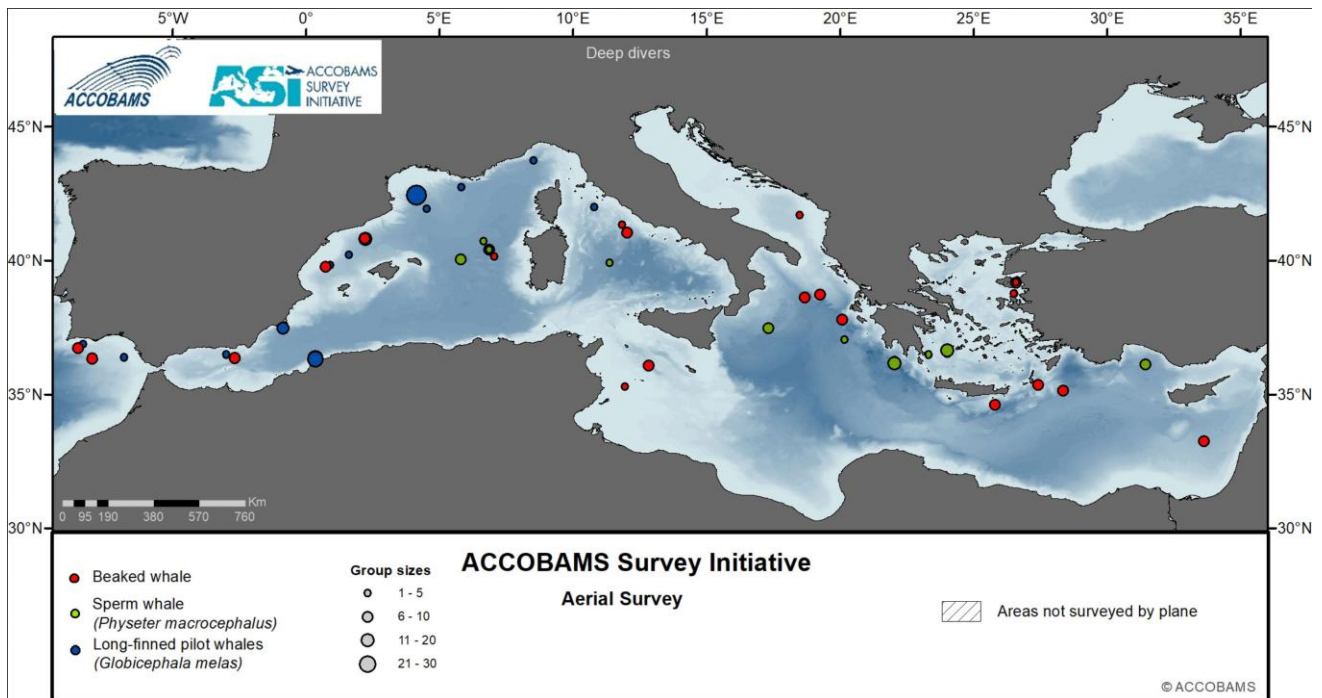 5°W 0° 5°E 10°E 15°E 20°E 25°E 30°E 35°E
Deep divers
ACCOBAMS
ASI ACCOBAMS
SURVEY
INITIATIVE
45°N 45°N
40°N 40°N
35°N 35°N
30°N 30°N
Km
0 95 190 380 570 760
ACCOBAMS Survey Initiative
Aerial Survey
Beaked whale
Sperm whale
(Physeter macrocephalus)
Long-finned pilot whales
(Globicephala melas)
Group sizes
1 - 5
6 - 10
11 - 20
21 - 30
Areas not surveyed by plane
© ACCOBAMS